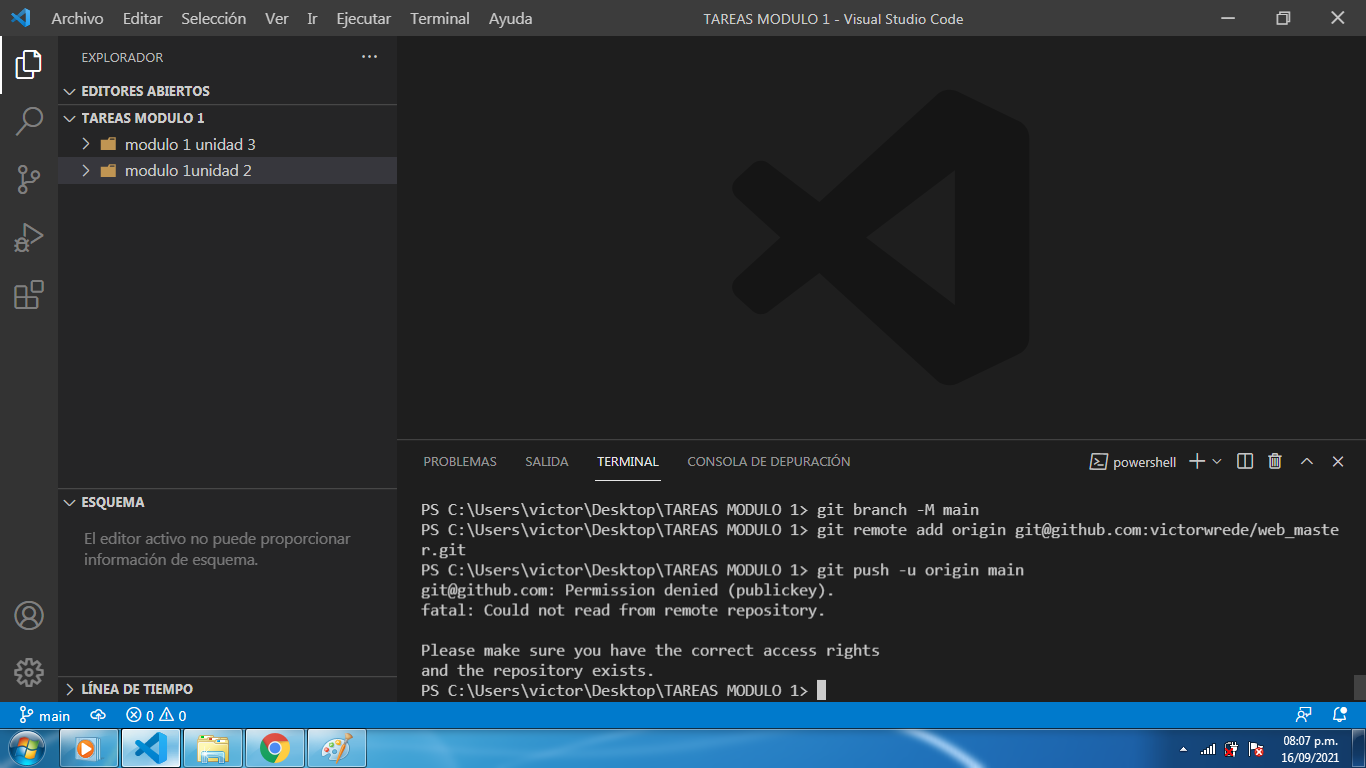 Archivo Editar Selección Ver Ir Ejecutar Terminal Ayuda TAREAS MODULO 1 - Visual Studio Code
EXPLORADOR
EDITORES ABIERTOS
TAREAS MODULO 1
modulo 1 unidad 3
modulo 1unidad 2
ESQUEMA
El editor activo no puede proporcionar
información de esquema.
LÍNEA DE TIEMPO
PROBLEMAS SALIDA TERMINAL CONSOLA DE DEPURACIÓN powershell
PS C:\Users\victor\Desktop\TAREAS MODULO 1> git branch -M main
PS C:\Users\victor\Desktop\TAREAS MODULO 1> git remote add origin git@github.com:victorwrede/web_maste
r.git
PS C:\Users\victor\Desktop\TAREAS MODULO 1> git push -u origin main
git@github.com: Permission denied (publickey).
fatal: Could not read from remote repository.
Please make sure you have the correct access rights
and the repository exists.
PS C:\Users\victor\Desktop\TAREAS MODULO 1>
main 0 0
08:07 p.m.
16/09/2021